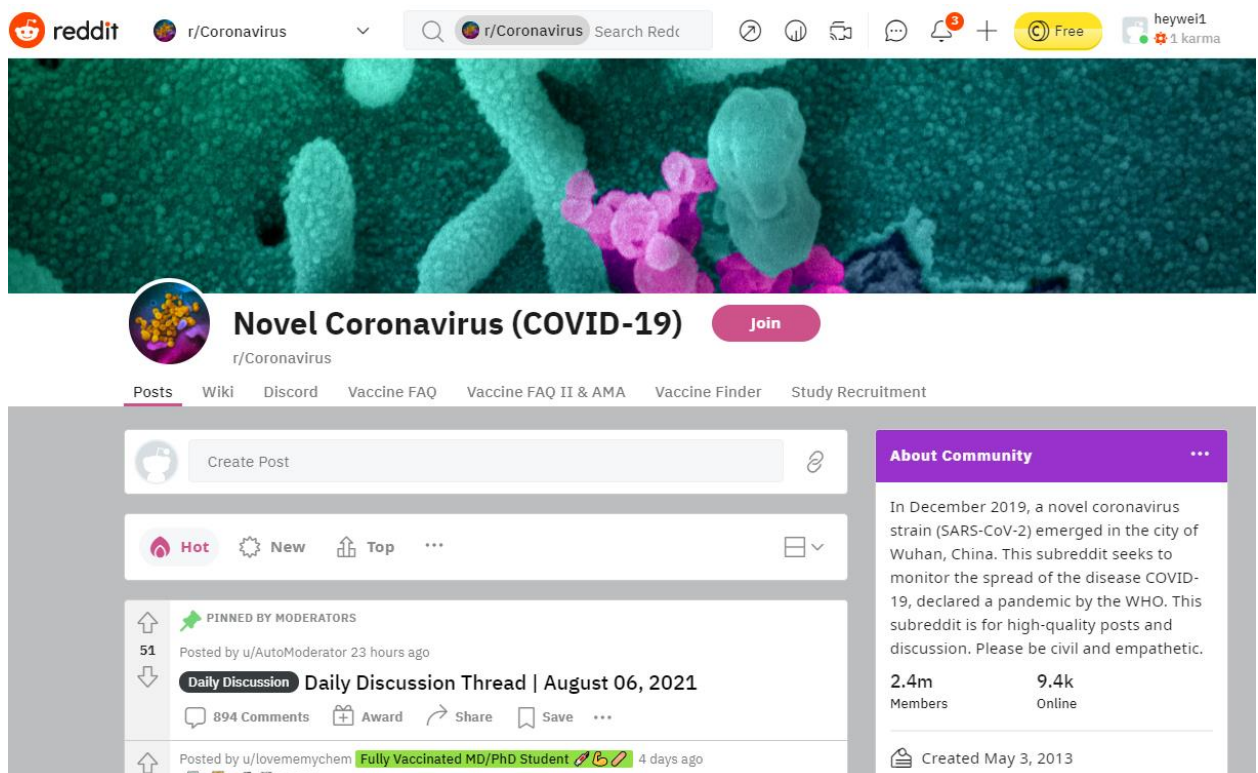 reddit
r/Coronavirus
r/Coronavirus Search Redd
3
Free
heywei1
1 karma
Novel Coronavirus (COVID-19)
Join
r/Coronavirus
Posts Wiki Discord Vaccine FAQ Vaccine FAQ II & AMA Vaccine Finder Study Recruitment
Create Post
Hot New Top
PINNED BY MODERATORS
51
Posted by u/AutoModerator 23 hours ago
Daily Discussion Daily Discussion Thread | August 06, 2021
894 Comments Award Share Save
Posted by u/lovememychem Fully Vaccinated MD/PhD Student 4 days ago
About Community
In December 2019, a novel coronavirus
strain (SARS-CoV-2) emerged in the city of
Wuhan, China. This subreddit seeks to
monitor the spread of the disease COVID-
19, declared a pandemic by the WHO. This
subreddit is for high-quality posts and
discussion. Please be civil and empathetic.
2.4m 9.4k
Members Online
Created May 3, 2013